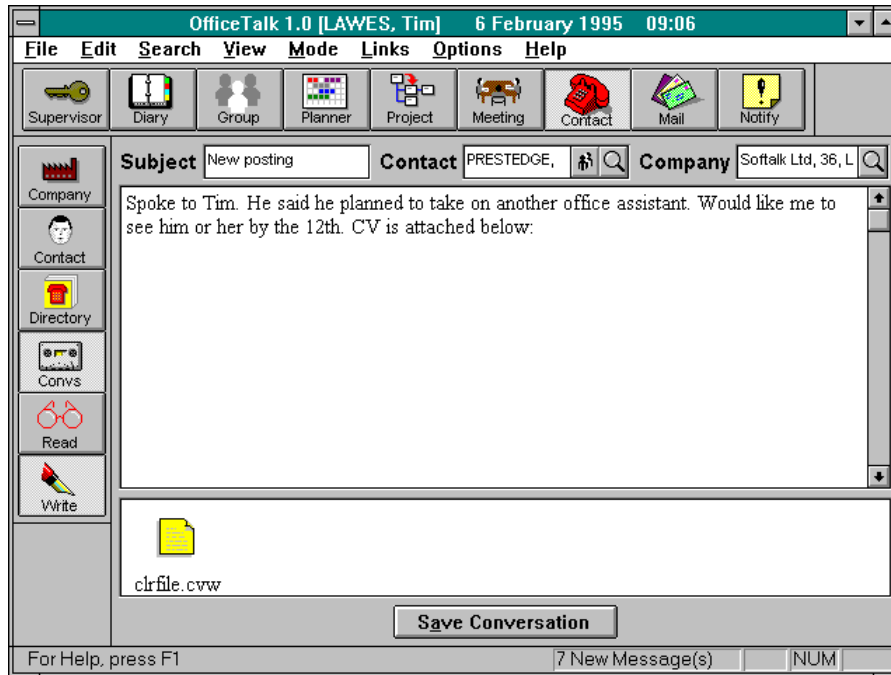 OfficeTalk 1.0 [LAWES, Tim] 6 February 1995 09:06
File Edit Search View Mode Links Options Help
Supervisor Diary Group Planner Project Meeting Contact Mail Notify
Subject New posting Contact PRESTEDGE, Company Softalk Ltd, 36, L
Company
Contact
Directory
Convs
Read
Write
Spoke to Tim. He said he planned to take on another office assistant. Would like me to
see him or her by the 12th. CV is attached below:
clrfile.cvw
Save Conversation
For Help, press F1 7 New Message(s) NUM